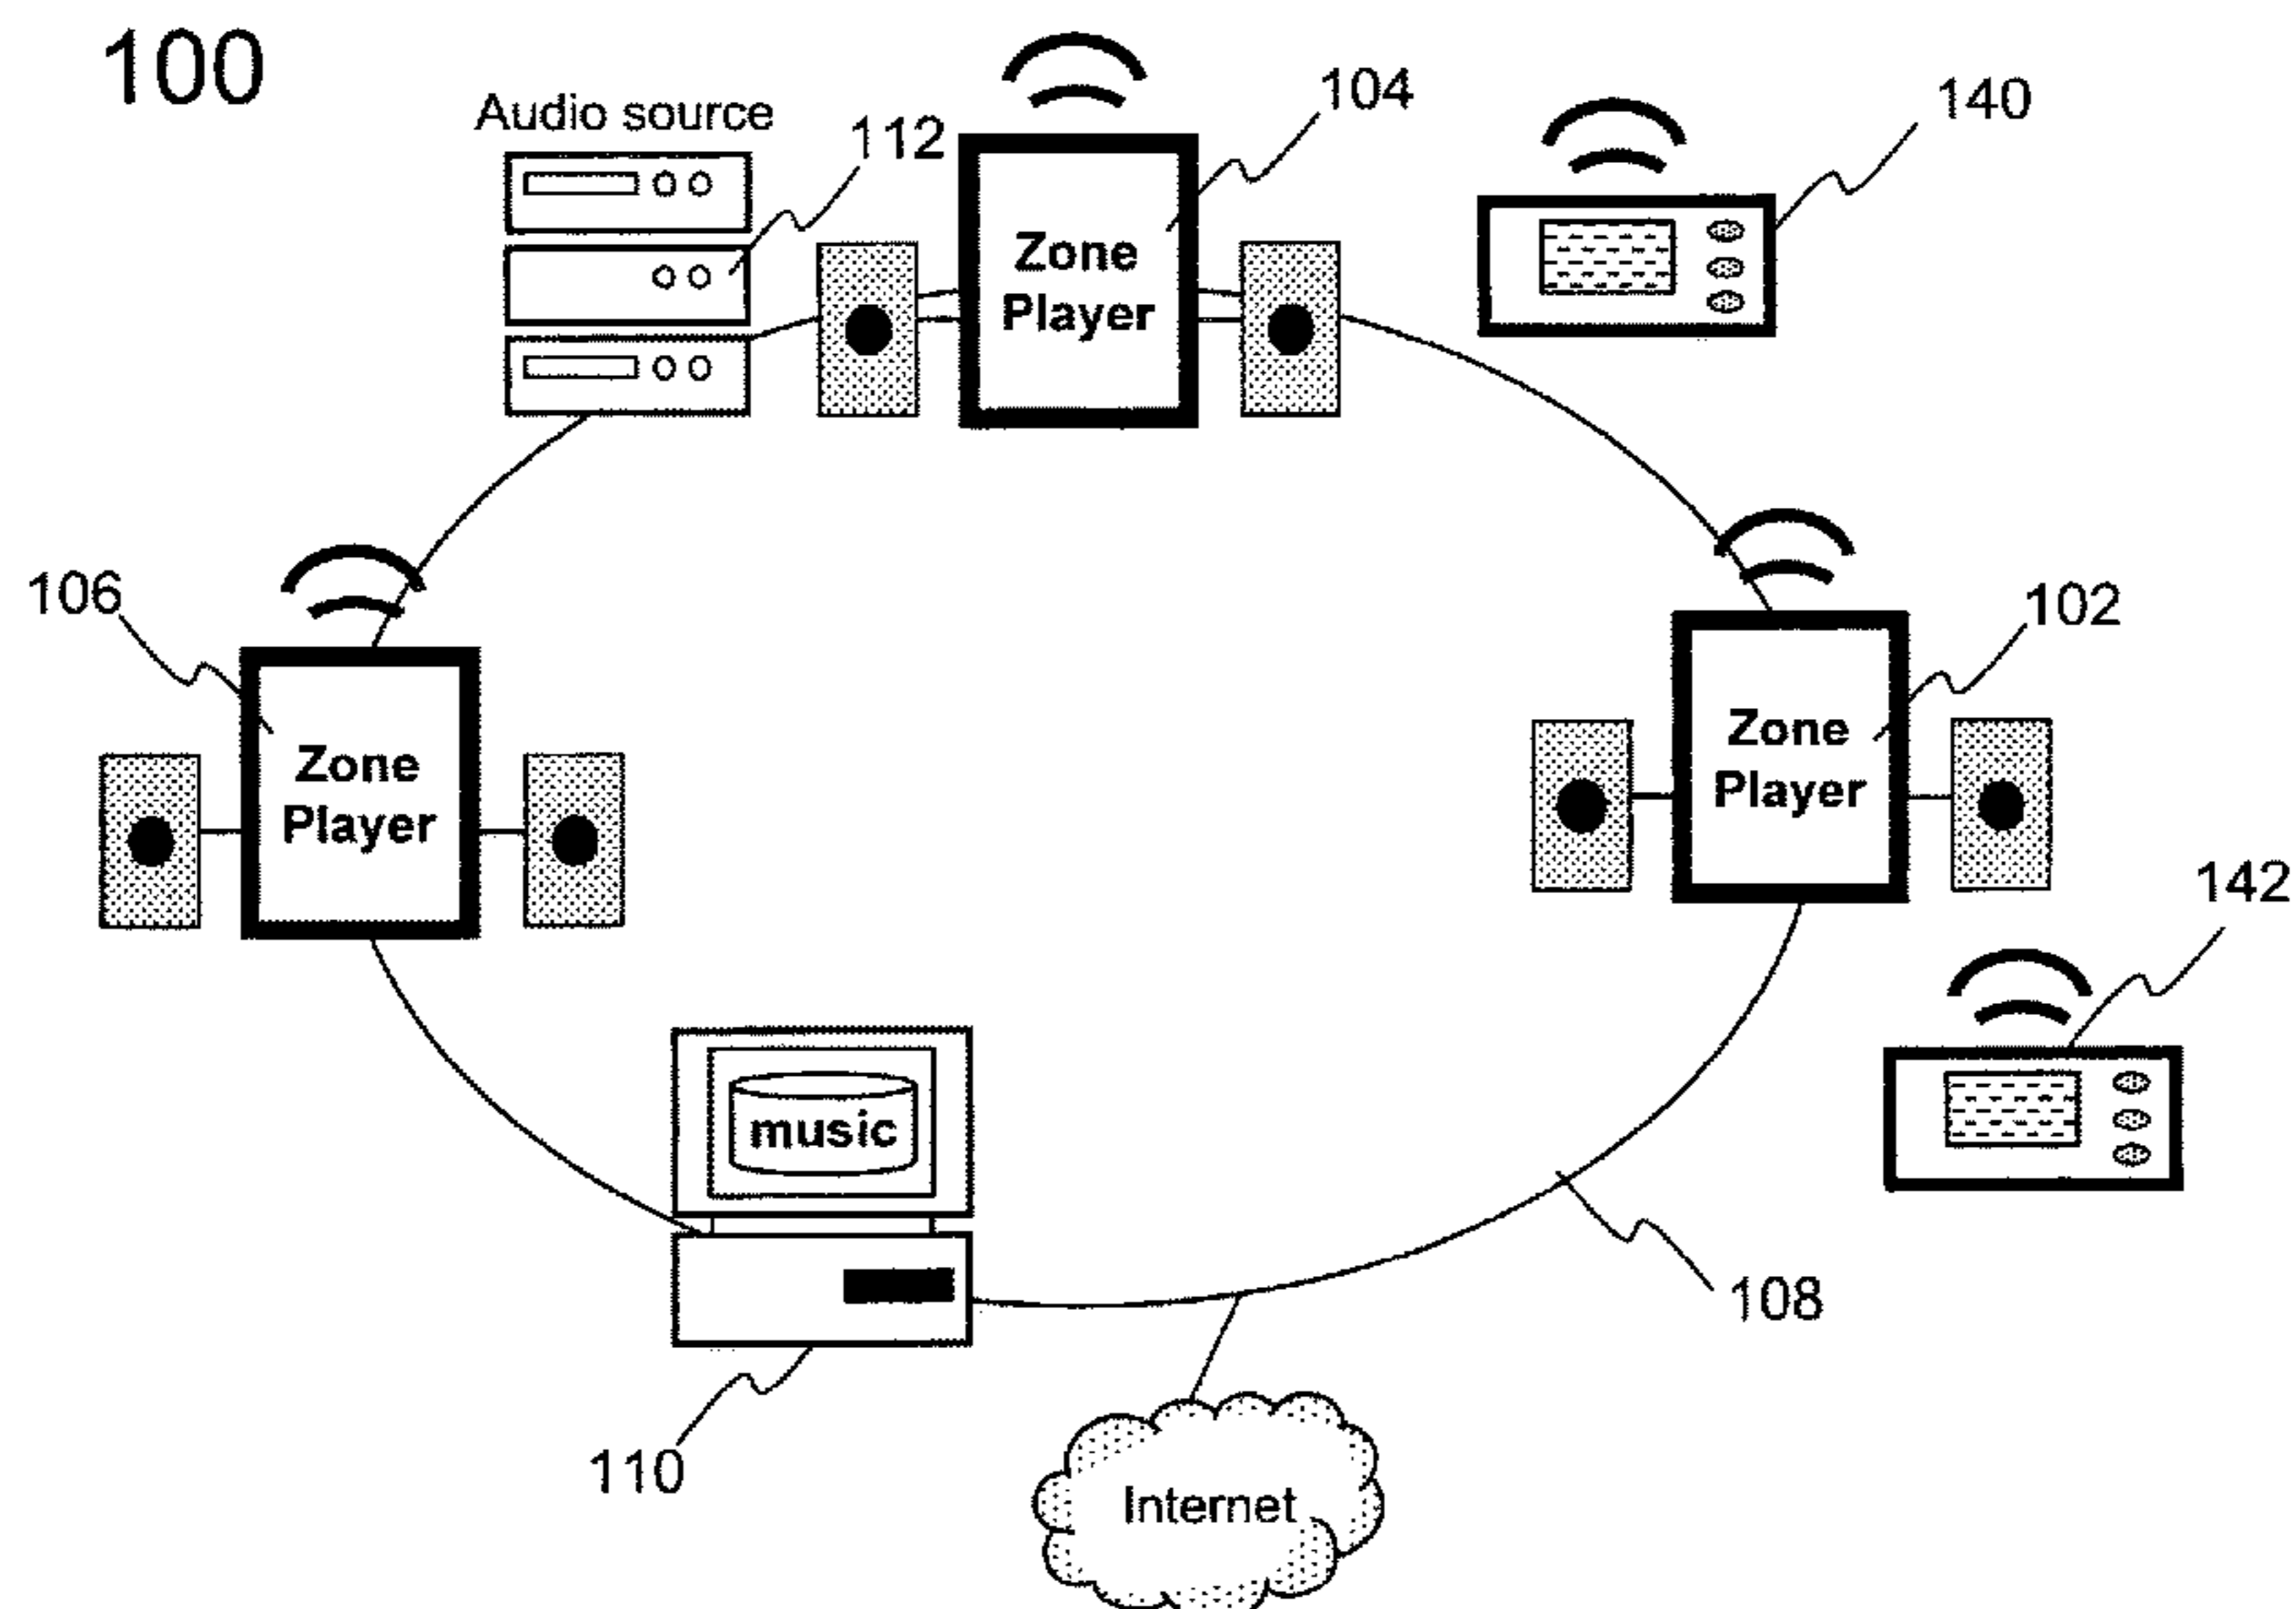 100
Audio source
112
104
140
Zone
Player
106
102
Zone
Player
Zone
Player
142
music
108
110
Internet